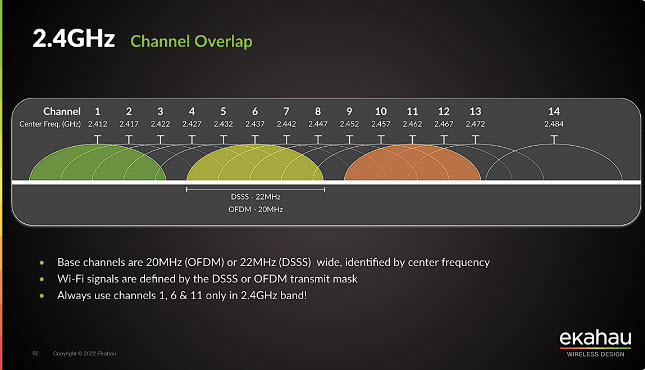 2.4GHz Channel Overlap
Channel 1 2 3 4 5 6 7 8 9 10 11 12 13 14
Center Freq. (GHz) 2.412 2.417 2.422 2.427 2.432 2.437 2.442 2.447 2.452 2.457 2.462 2.467 2.472 2.484
DSSS - 22MHz
OFDM - 20MHz
• Base channels are 20MHz (OFDM) or 22MHz (DSSS) wide, identified by center frequency
• Wi-Fi signals are defined by the DSSS or OFDM transmit mask
• Always use channels 1, 6 & 11 only in 2.4GHz band!
ekahau
WIRELESS DESIGN
50 Copyright © 2022 Ekahau